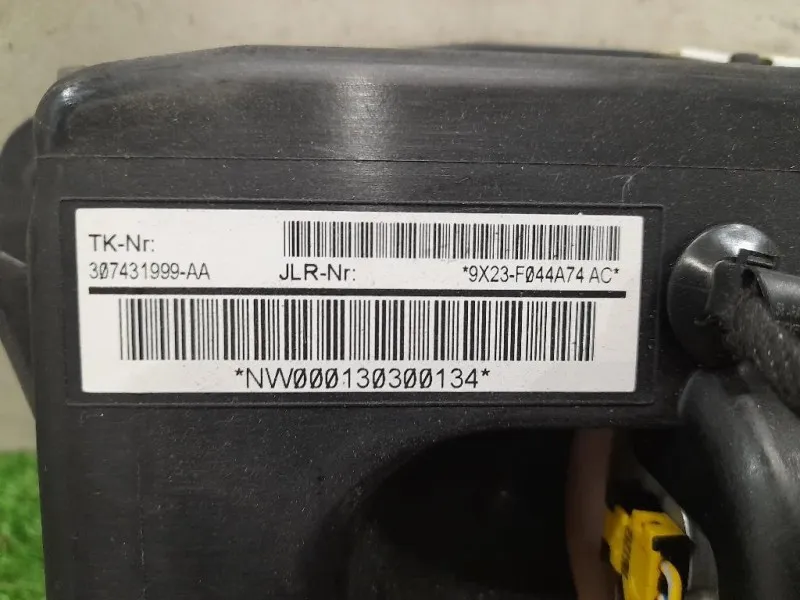 TK-Nr:
307431999-AA JLR-Nr: *9X23-F044A74 AC*
*NW000130300134*